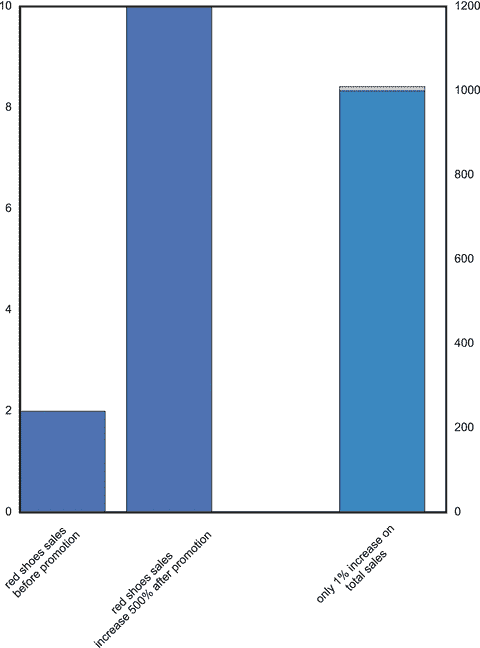 10
8
6
4
2
0
1200
1000
800
600
400
200
0
red shoes sales
before promotion
red shoes sales
increase 500% after promotion
only 1% increase on
total sales